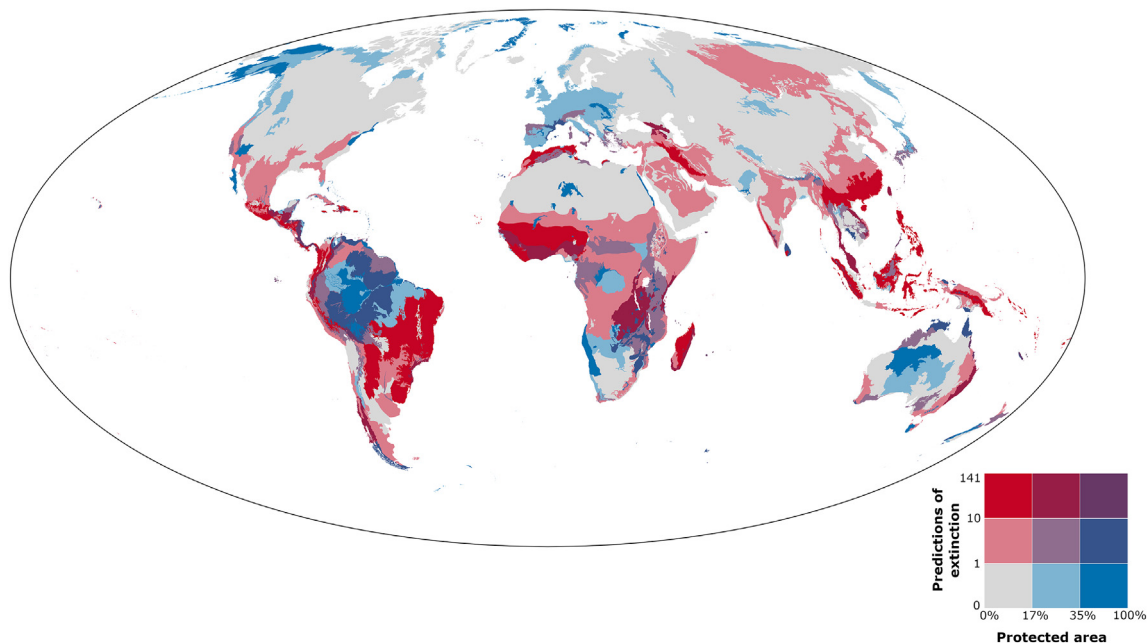 141
10
1
0
Predictions of
extinction
0% 17% 35% 100%
Protected area